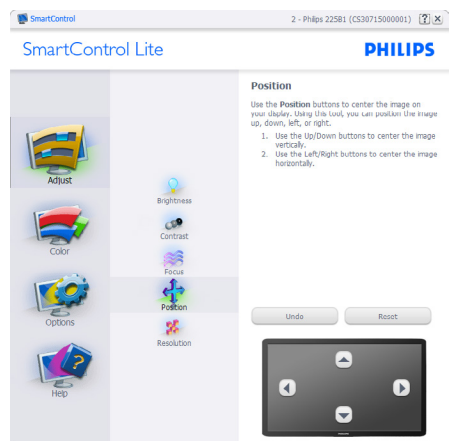 SmartControl
2 - Philips 225B1 (CS30715000001)
SmartControl Lite
PHILIPS
Adjust
Color
Options
Help
Brightness
Contrast
Focus
Position
Resolution
Position
Use the Position buttons to center the image on
your display. Using this tool, you can position the image
up, down, left, or right.
1. Use the Up/Down buttons to center the image
vertically.
2. Use the Left/Right buttons to center the image
horizontally.
Undo
Reset